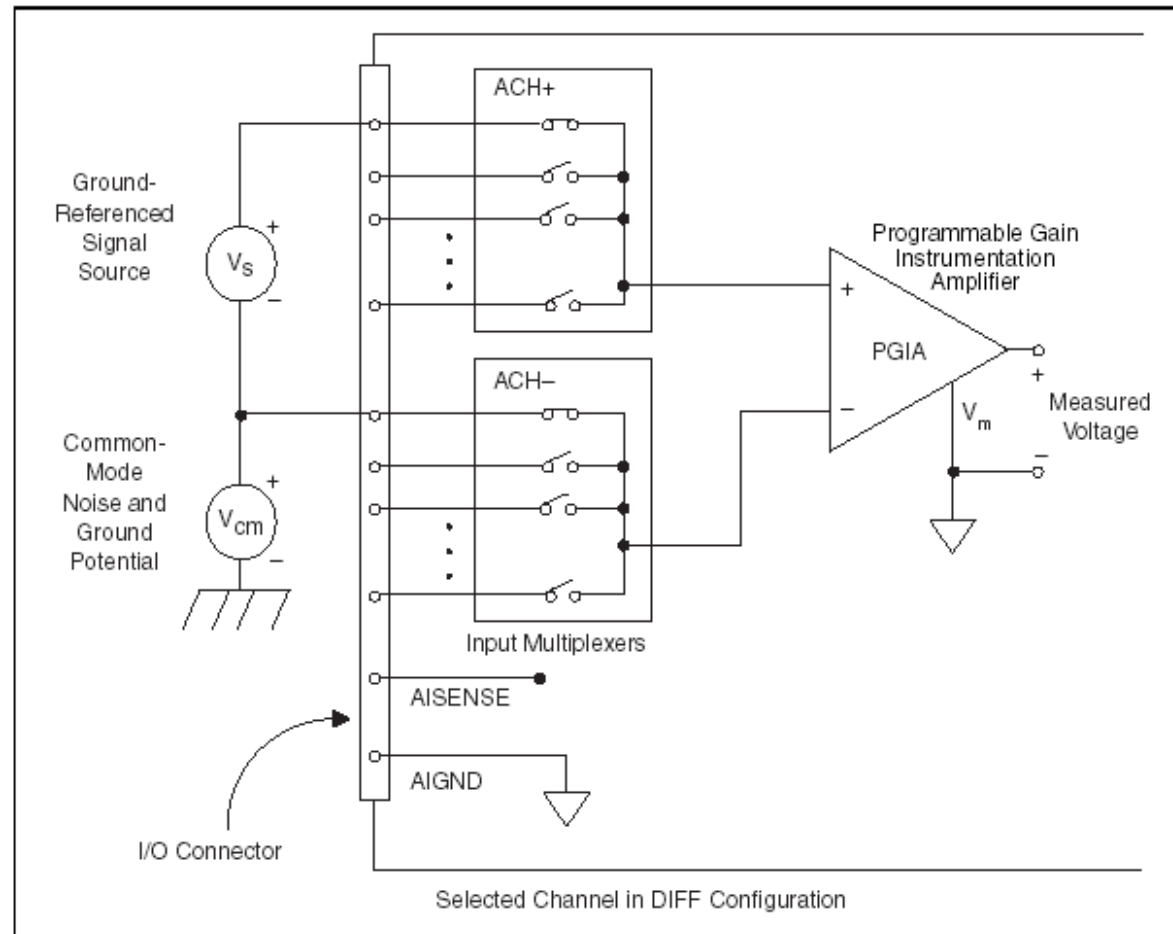 ACH+
Ground-
Referenced
Signal
Source
+
Vs
–
Programmable Gain
Instrumentation
Amplifier
+
PGIA
–
Vm
+
Measured
Voltage
–
ACH–
Common-
Mode
Noise and
Ground
Potential
+
Vcm
–
Input Multiplexers
AISENSE
AIGND
I/O Connector
Selected Channel in DIFF Configuration